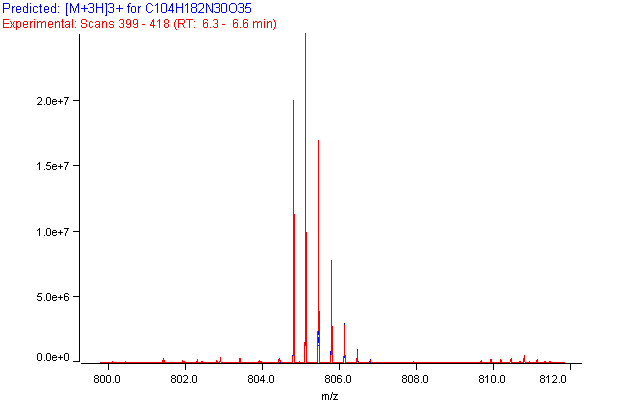 Predicted: [M+3H]3+ for C104H182N30O35
Experimental: Scans 399 - 418 (RT: 6.3 - 6.6 min)
2.0e+7
1.5e+7
1.0e+7
5.0e+6
0.0e+0
800.0 802.0 804.0 806.0 808.0 810.0 812.0
m/z